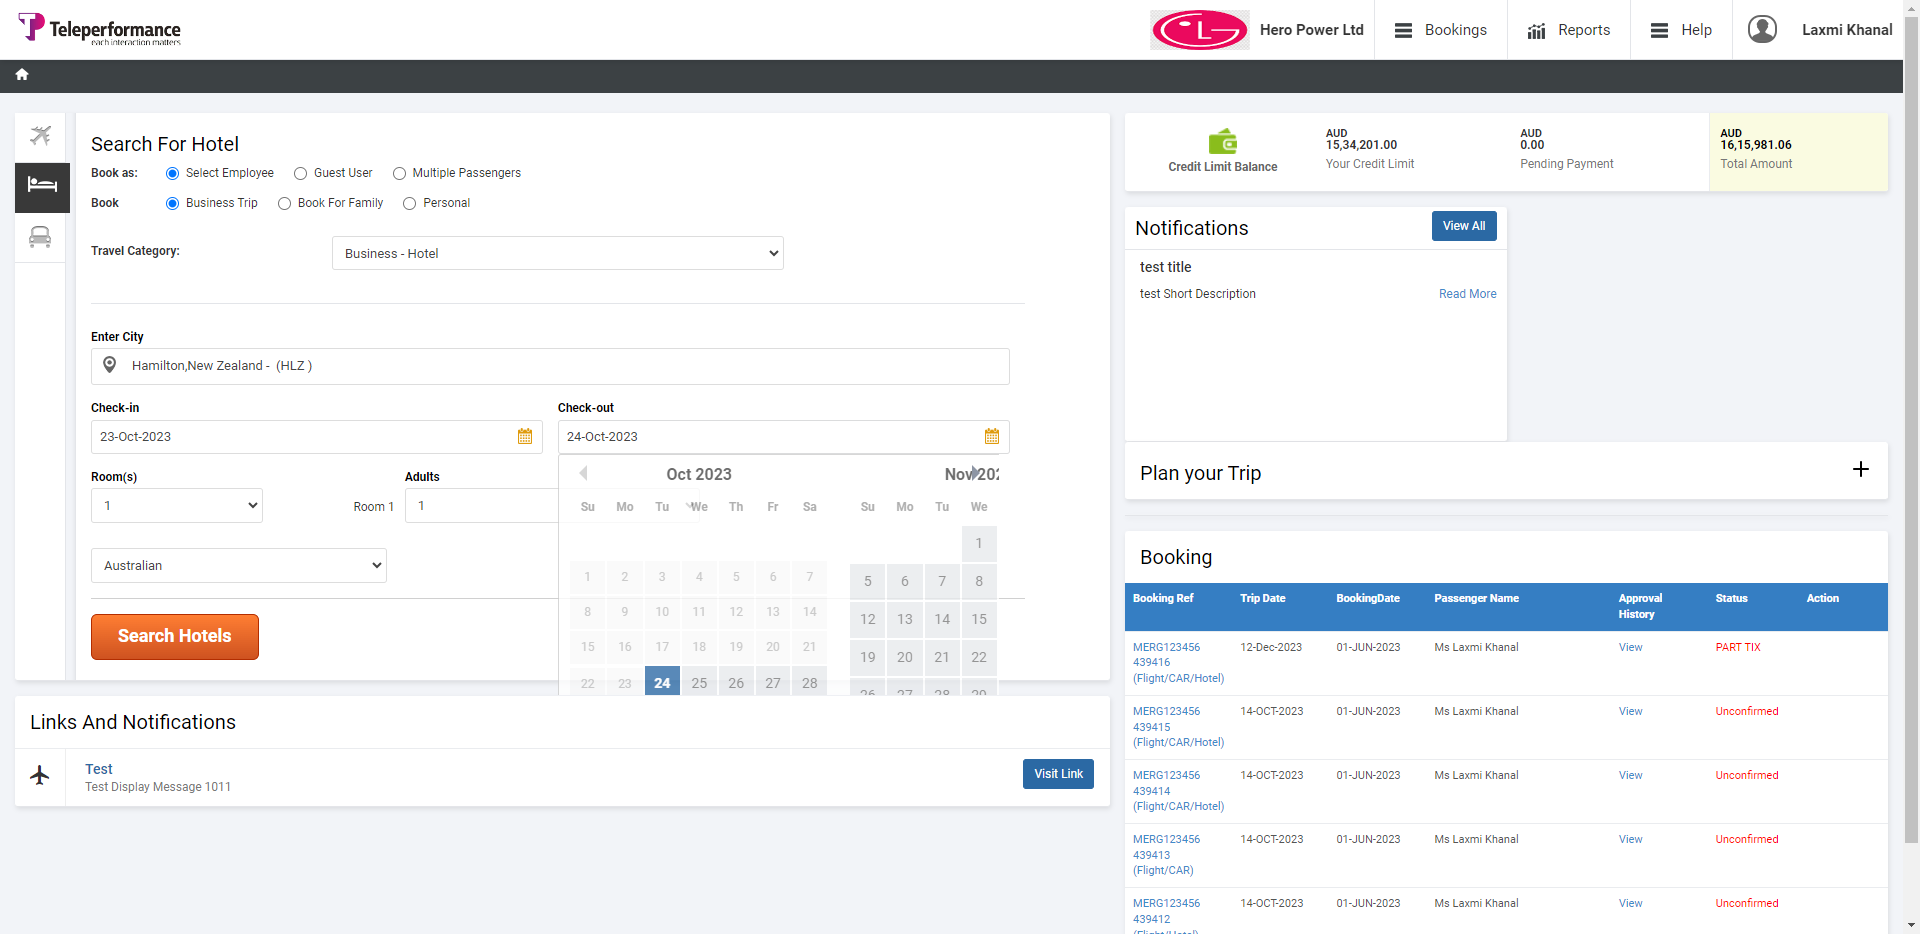 Teleperformance
each interaction matters
LG
Hero Power Ltd
Bookings
Reports
Help
Laxmi Khanal
Search For Hotel
Book as:
Select Employee
Guest User
Multiple Passengers
Book
Business Trip
Book For Family
Personal
Travel Category:
Business - Hotel
Enter City
Hamilton,New Zealand - (HLZ )
Check-in
Check-out
23-Oct-2023
24-Oct-2023
Room(s)
Adults
1
Room 1
1
Australian
Search Hotels
Oct 2023
Su Mo Tu We Th Fr Sa
1 2 3 4 5 6 7
8 9 10 11 12 13 14
15 16 17 18 19 20 21
22 23 24 25 26 27 28
Nov 202
Su Mo Tu We
1
5 6 7 8
12 13 14 15
19 20 21 22
26 27 28 29
Links And Notifications
Test
Test Display Message 1011
Visit Link
Credit Limit Balance
AUD
15,34,201.00
Your Credit Limit
AUD
0.00
Pending Payment
AUD
16,15,981.06
Total Amount
Notifications
View All
test title
test Short Description
Read More
Plan your Trip
Booking
Booking Ref Trip Date BookingDate Passenger Name Approval History Status Action
MERG123456 12-Dec-2023 01-JUN-2023 Ms Laxmi Khanal View PART TIX
439416
(Flight/CAR/Hotel)
MERG123456 14-OCT-2023 01-JUN-2023 Ms Laxmi Khanal View Unconfirmed
439415
(Flight/CAR/Hotel)
MERG123456 14-OCT-2023 01-JUN-2023 Ms Laxmi Khanal View Unconfirmed
439414
(Flight/CAR/Hotel)
MERG123456 14-OCT-2023 01-JUN-2023 Ms Laxmi Khanal View Unconfirmed
439413
(Flight/CAR)
MERG123456 14-OCT-2023 01-JUN-2023 Ms Laxmi Khanal View Unconfirmed
439412
(Flight/Hotel)